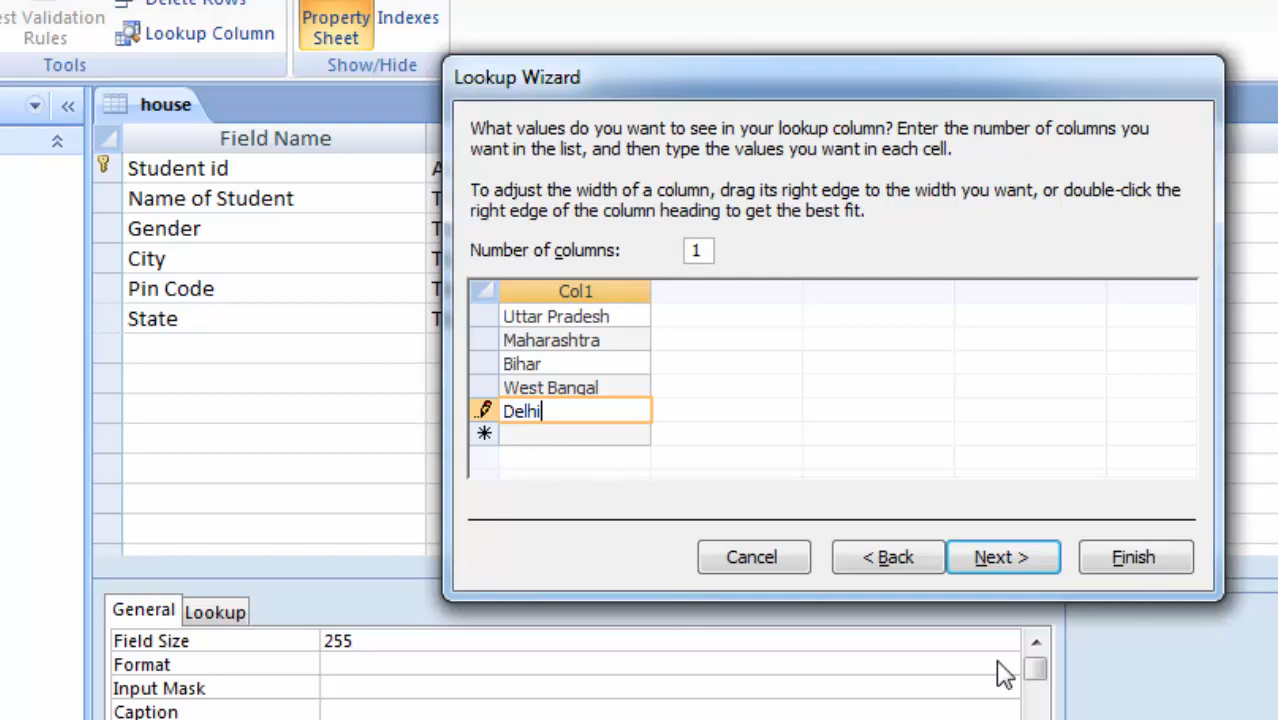 Delete Rows
est Validation
Rules
Lookup Column
Property
Sheet
Indexes
Tools
Show/Hide
house
Field Name
Student id
Name of Student
Gender
City
Pin Code
State
Lookup Wizard
What values do you want to see in your lookup column? Enter the number of columns you
want in the list, and then type the values you want in each cell.
To adjust the width of a column, drag its right edge to the width you want, or double-click the
right edge of the column heading to get the best fit.
Number of columns: 1
Col1
Uttar Pradesh
Maharashtra
Bihar
West Bangal
Delhi
Cancel
< Back
Next >
Finish
General
Lookup
Field Size 255
Format
Input Mask
Caption